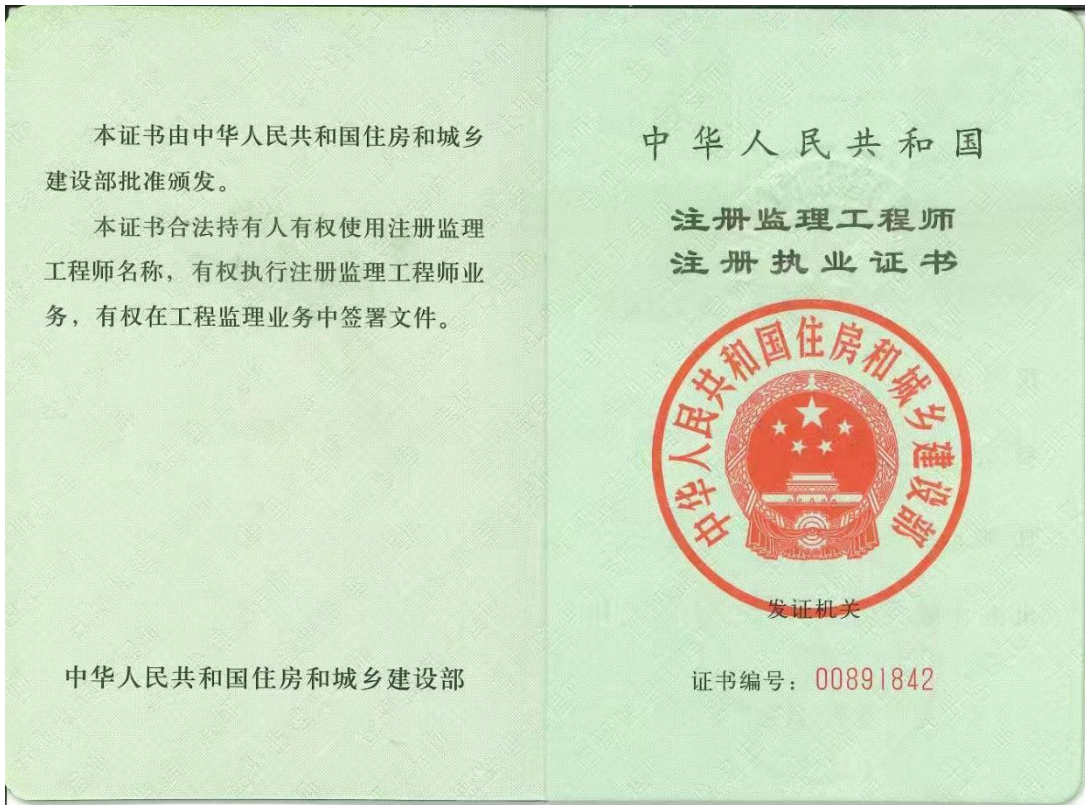 本证书由中华人民共和国住房和城乡
建设部批准颁发。
本证书合法持有人有权使用注册监理
工程师名称，有权执行注册监理工程师业
务，有权在工程监理业务中签署文件。
中华人民共和国住房和城乡建设部
中华人民共和国
注册监理工程师
注册执业证书
中华人民共和国住房和城乡建设部
发证机关
证书编号：00891842